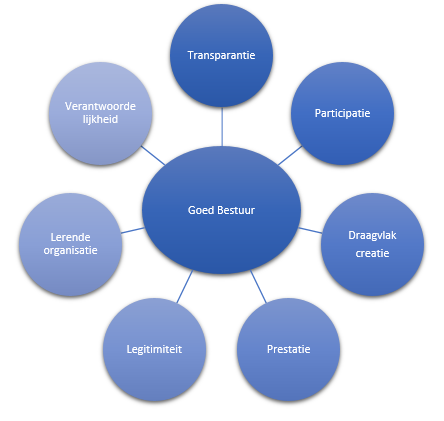 Transparantie
Participatie
Draagvlak
creatie
Prestatie
Legitimiteit
Lerende
organisatie
Verantwoorde
lijkheid
Goed Bestuur